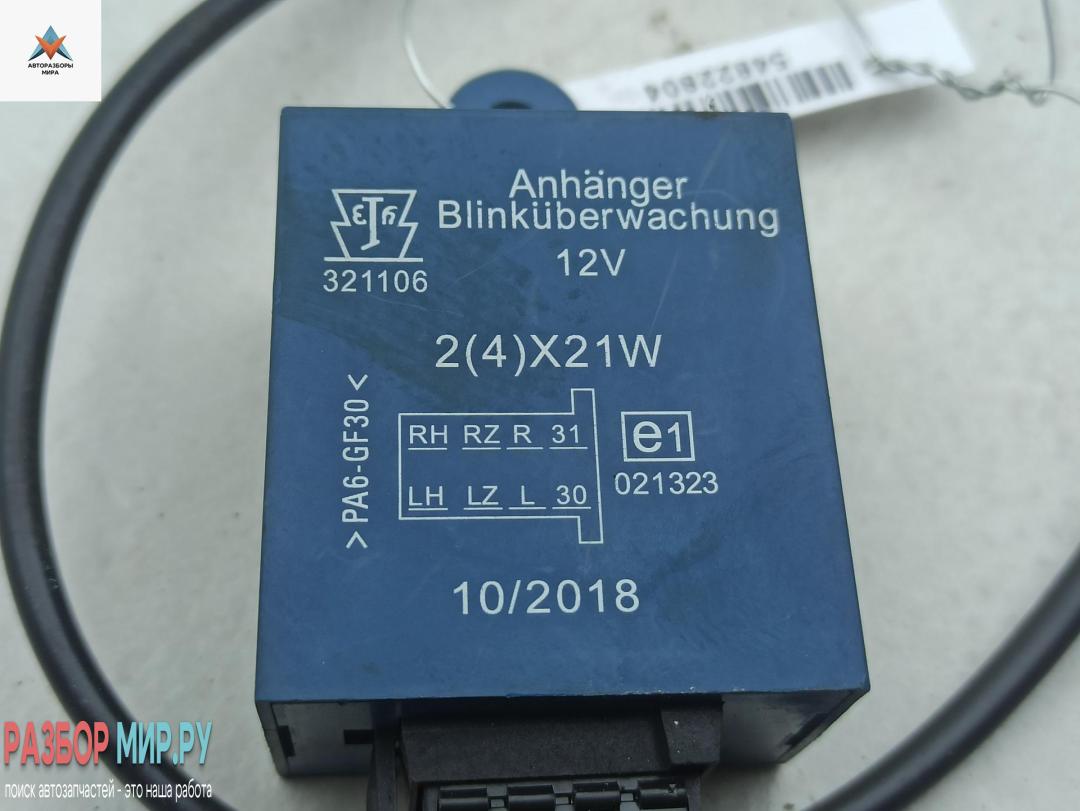 АВТОРАЗБОРЫ
МИРА
54822804
Anhänger
Blinküberwachung
12V
321106
2(4)X21W
>PA6-GF30<
RH RZ R 31
LH LZ L 30
e1
021323
10/2018
РАЗБОР МИР.РУ
поиск автозапчастей - это наша работа